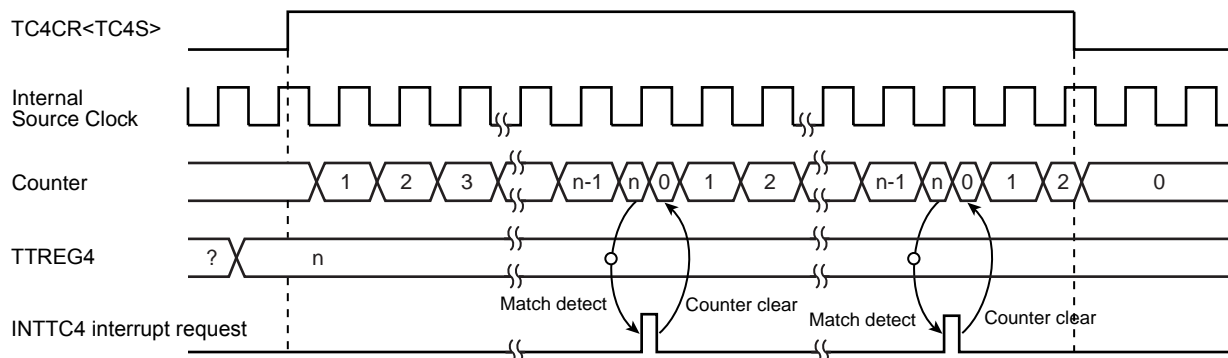 TC4CR<TC4S>
Internal
Source Clock
Counter 1 2 3 n-1 n 0 1 2 n-1 n 0 1 2 0
TTREG4 ? n
Match detect Counter clear Match detect Counter clear
INTTC4 interrupt request